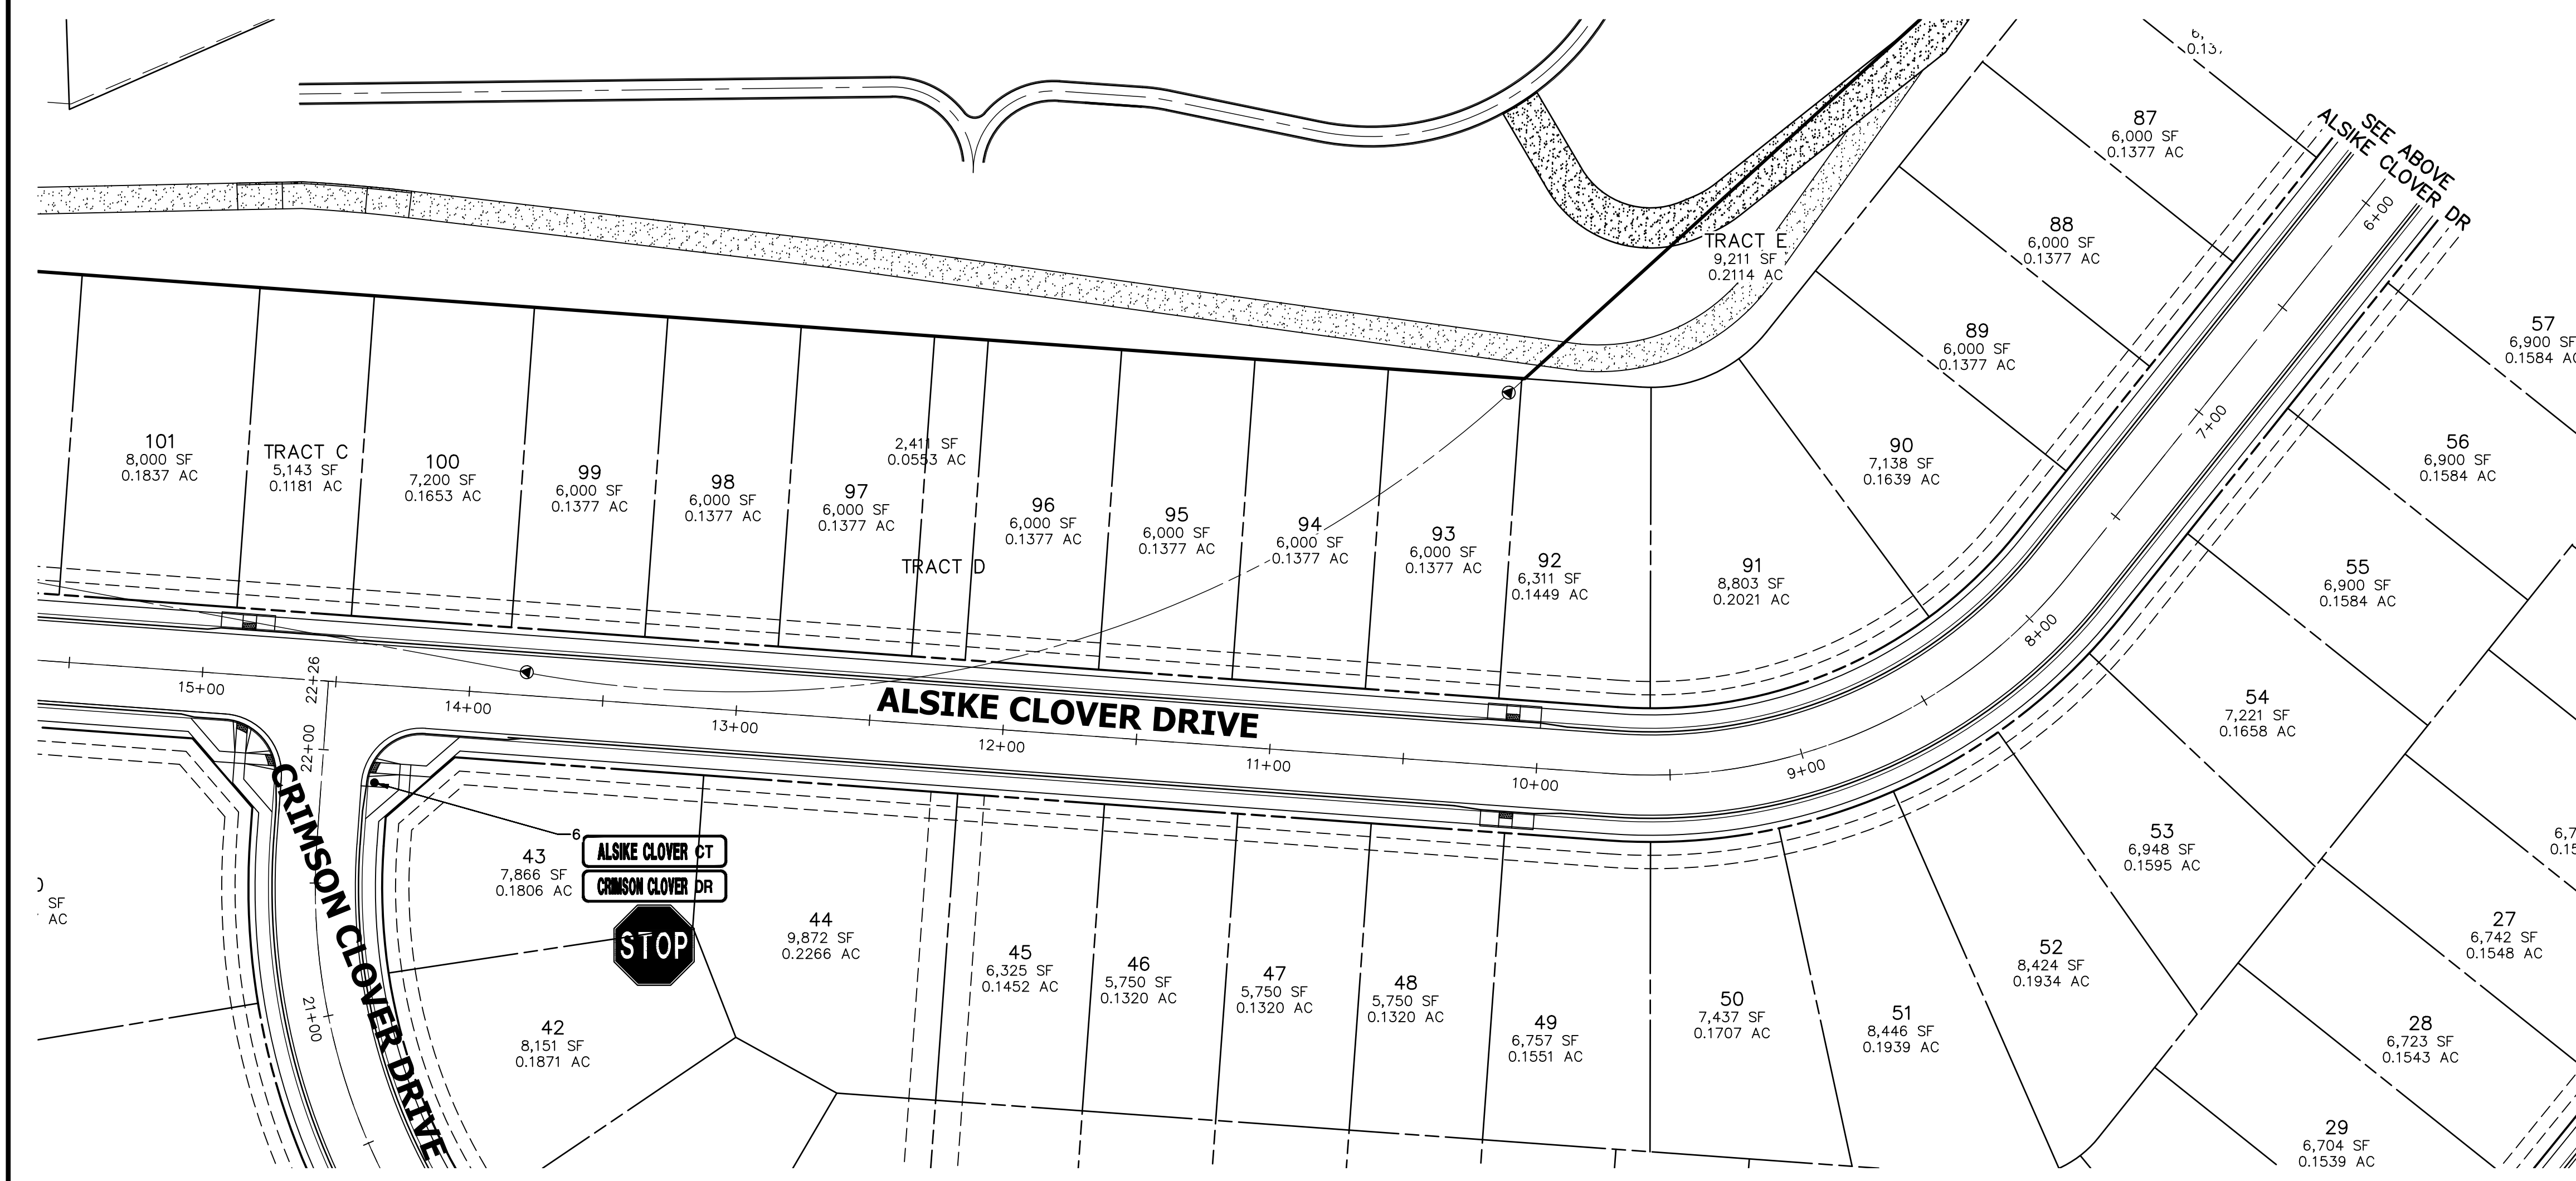 87
6,000 SF
0.1377 AC
SEE ABOVE
ALSIKE CLOVER DR
6+00
88
6,000 SF
0.1377 AC
TRACT E
9,211 SF
0.2114 AC
89
6,000 SF
0.1377 AC
57
6,900 SF
7+00
101
8,000 SF
0.1837 AC
TRACT C
5,143 SF
0.1181 AC
100
7,200 SF
0.1653 AC
99
6,000 SF
0.1377 AC
98
6,000 SF
0.1377 AC
97
6,000 SF
0.1377 AC
2,411 SF
0.0553 AC
TRACT D
96
6,000 SF
0.1377 AC
95
6,000 SF
0.1377 AC
94
6,000 SF
0.1377 AC
93
6,000 SF
0.1377 AC
92
6,311 SF
0.1449 AC
91
8,803 SF
0.2021 AC
90
7,138 SF
0.1639 AC
56
6,900 SF
0.1584 AC
55
6,900 SF
0.1584 AC
8+00
54
7,221 SF
0.1658 AC
15+00
22+26
14+00
13+00
ALSIKE CLOVER DRIVE
12+00
11+00
10+00
9+00
22+00
CRIMSON CLOVER DRIVE
21+00
6
ALSIKE CLOVER CT
CRIMSON CLOVER DR
STOP
43
7,866 SF
0.1806 AC
SF
AC
42
8,151 SF
0.1871 AC
44
9,872 SF
0.2266 AC
45
6,325 SF
0.1452 AC
46
5,750 SF
0.1320 AC
47
5,750 SF
0.1320 AC
48
5,750 SF
0.1320 AC
49
6,757 SF
0.1551 AC
50
7,437 SF
0.1707 AC
51
8,446 SF
0.1939 AC
52
8,424 SF
0.1934 AC
53
6,948 SF
0.1595 AC
27
6,742 SF
0.1548 AC
28
6,723 SF
0.1543 AC
29
6,704 SF
0.1539 AC